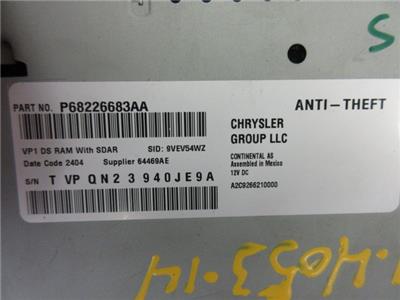 S
PART NO. P68226683AA
ANTI-THEFT
CHRYSLER
GROUP LLC
VP1 DS RAM With SDAR SID: 9VEV54WZ
Date Code 2404 Supplier 64469AE
CONTINENTAL AS
Assembled in Mexico
12V DC
S/N T VP QN23940JE9A
A2C9266210000
4053-14